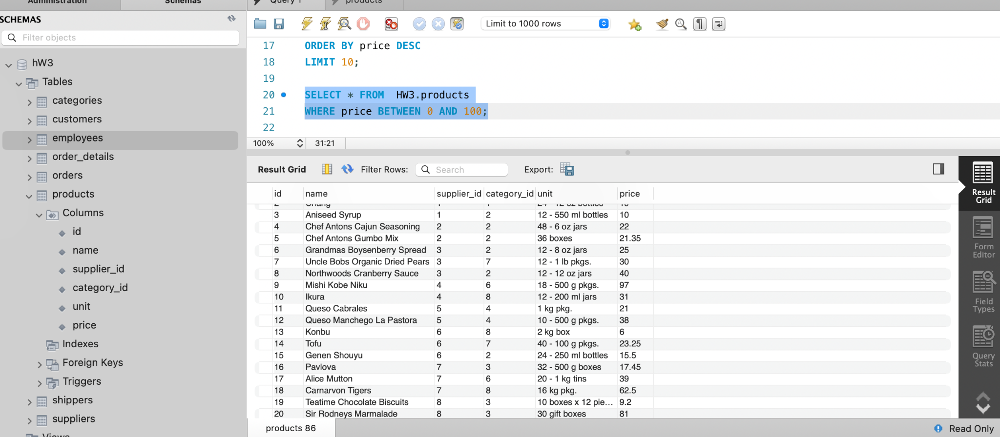 Administration
Schemas
Query 1
products
SCHEMAS
Filter objects
hW3
Tables
categories
customers
employees
order_details
orders
products
Columns
id
name
supplier_id
category_id
unit
price
Indexes
Foreign Keys
Triggers
shippers
suppliers
Views
Limit to 1000 rows
17 ORDER BY price DESC
18 LIMIT 10;
19
20 SELECT * FROM HW3.products
21 WHERE price BETWEEN 0 AND 100;
22
100% 31:21
Result Grid Filter Rows: Search Export:
id name supplier_id category_id unit price
2 Chang 1 1 24 - 12 oz bottles 19
3 Aniseed Syrup 1 2 12 - 550 ml bottles 10
4 Chef Antons Cajun Seasoning 2 2 48 - 6 oz jars 22
5 Chef Antons Gumbo Mix 2 2 36 boxes 21.35
6 Grandmas Boysenberry Spread 3 2 12 - 8 oz jars 25
7 Uncle Bobs Organic Dried Pears 3 7 12 - 1 lb pkgs. 30
8 Northwoods Cranberry Sauce 3 2 12 - 12 oz jars 40
9 Mishi Kobe Niku 4 6 18 - 500 g pkgs. 97
10 Ikura 4 8 12 - 200 ml jars 31
11 Queso Cabrales 5 4 1 kg pkg. 21
12 Queso Manchego La Pastora 5 4 10 - 500 g pkgs. 38
13 Konbu 6 8 2 kg box 6
14 Tofu 6 7 40 - 100 g pkgs. 23.25
15 Genen Shouyu 6 2 24 - 250 ml bottles 15.5
16 Pavlova 7 3 32 - 500 g boxes 17.45
17 Alice Mutton 7 6 20 - 1 kg tins 39
18 Carnarvon Tigers 7 8 16 kg pkg. 62.5
19 Teatime Chocolate Biscuits 8 3 10 boxes x 12 pie... 9.2
20 Sir Rodneys Marmalade 8 3 30 gift boxes 81
Result
Grid
Form
Editor
Field
Types
Query
Stats
products 86
Read Only